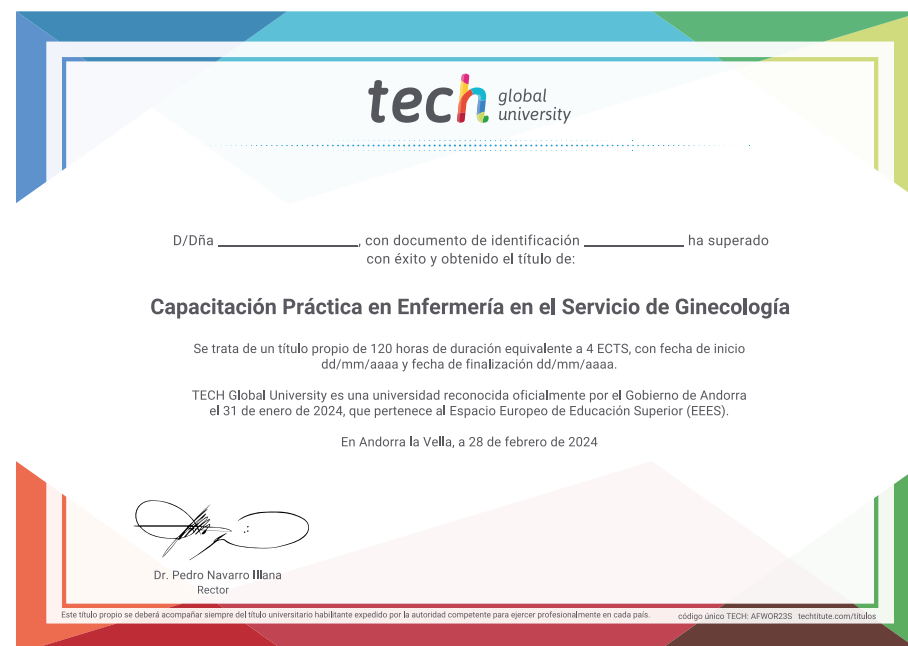 tech global university
D/Dña ____________________, con documento de identificación ______________ ha superado
con éxito y obtenido el título de:
Capacitación Práctica en Enfermería en el Servicio de Ginecología
Se trata de un título propio de 120 horas de duración equivalente a 4 ECTS, con fecha de inicio
dd/mm/aaaa y fecha de finalización dd/mm/aaaa.
TECH Global University es una universidad reconocida oficialmente por el Gobierno de Andorra
el 31 de enero de 2024, que pertenece al Espacio Europeo de Educación Superior (EEES).
En Andorra la Vella, a 28 de febrero de 2024
Dr. Pedro Navarro Illana
Rector
Este título propio se deberá acompañar siempre del título universitario habilitante expedido por la autoridad competente para ejercer profesionalmente en cada país. código único TECH: AFWOR23S techtitute.com/titulos